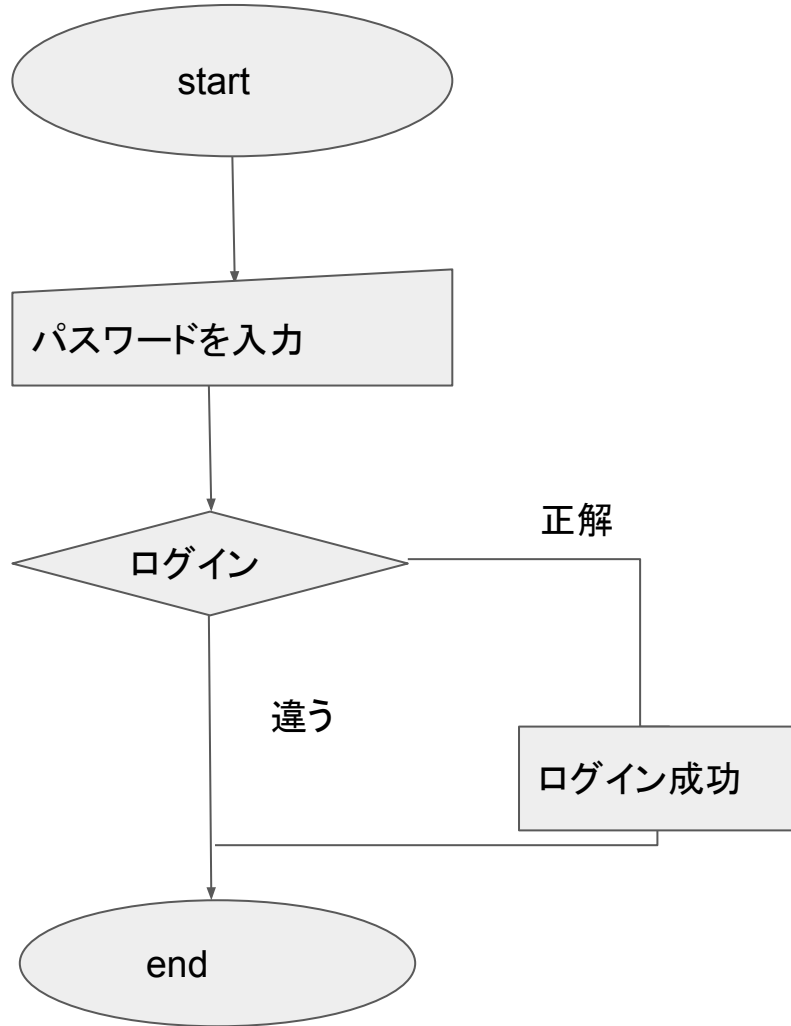 start
パスワードを入力
正解
ログイン
違う
ログイン成功
end